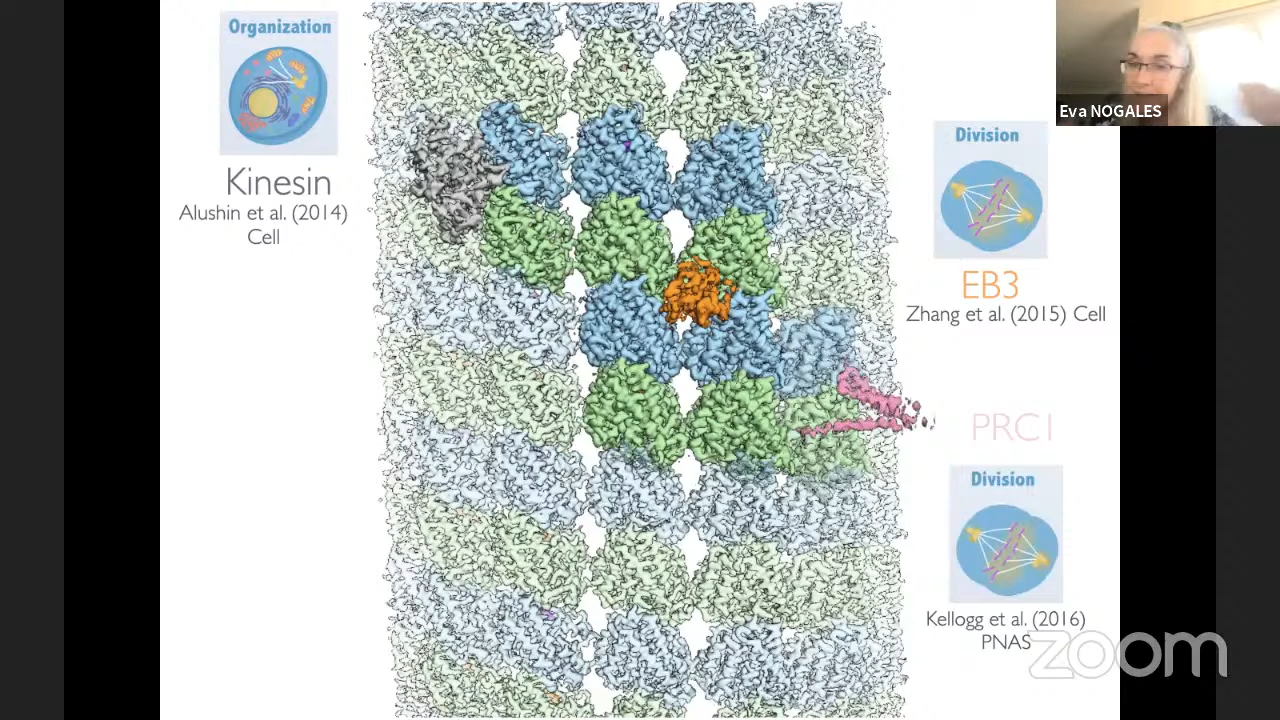 Organization
Kinesin
Alushin et al. (2014)
Cell
Eva NOGALES
Division
EB3
Zhang et al. (2015) Cell
PRC1
Division
Kellogg et al. (2016)
PNAS
zoom